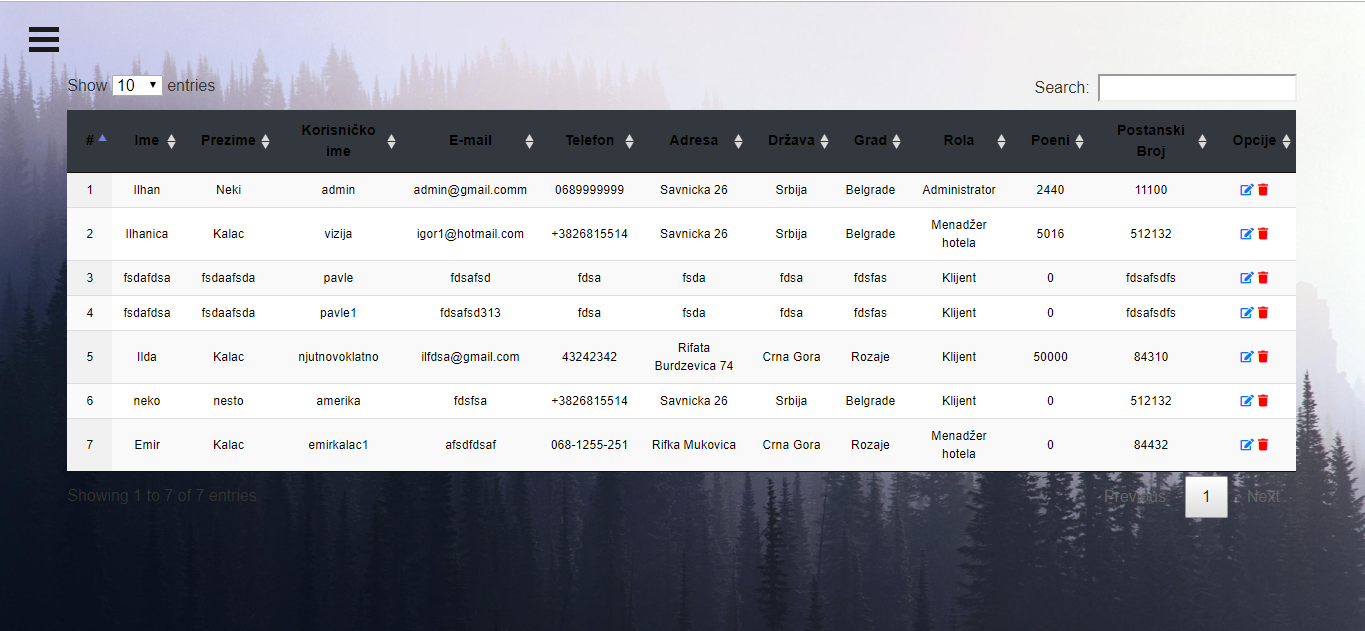 Show 10 entries
Search:
# Ime Prezime Korisničko ime E-mail Telefon Adresa Država Grad Rola Poeni Postanski Broj Opcije
1 Ilhan Neki admin admin@gmail.comm 0689999999 Savnicka 26 Srbija Belgrade Administrator 2440 11100
2 Ilhanica Kalac vizija igor1@hotmail.com +3826815514 Savnicka 26 Srbija Belgrade Menadžer hotela 5016 512132
3 fsdafdsa fsdaafsda pavle fdsafsd fdsa fsda fdsa fdsfas Klijent 0 fdsafsdfs
4 fsdafdsa fsdaafsda pavle1 fdsafsd313 fdsa fsda fdsa fdsfas Klijent 0 fdsafsdfs
5 Ilda Kalac njutnovoklatno ilfdsa@gmail.com 43242342 Rifata Burdzevica 74 Crna Gora Rozaje Klijent 50000 84310
6 neko nesto amerika fdsfsa +3826815514 Savnicka 26 Srbija Belgrade Klijent 0 512132
7 Emir Kalac emirkalac1 afsdfdsaf 068-1255-251 Rifka Mukovica Crna Gora Rozaje Menadžer hotela 0 84432
Showing 1 to 7 of 7 entries
Previous 1 Next